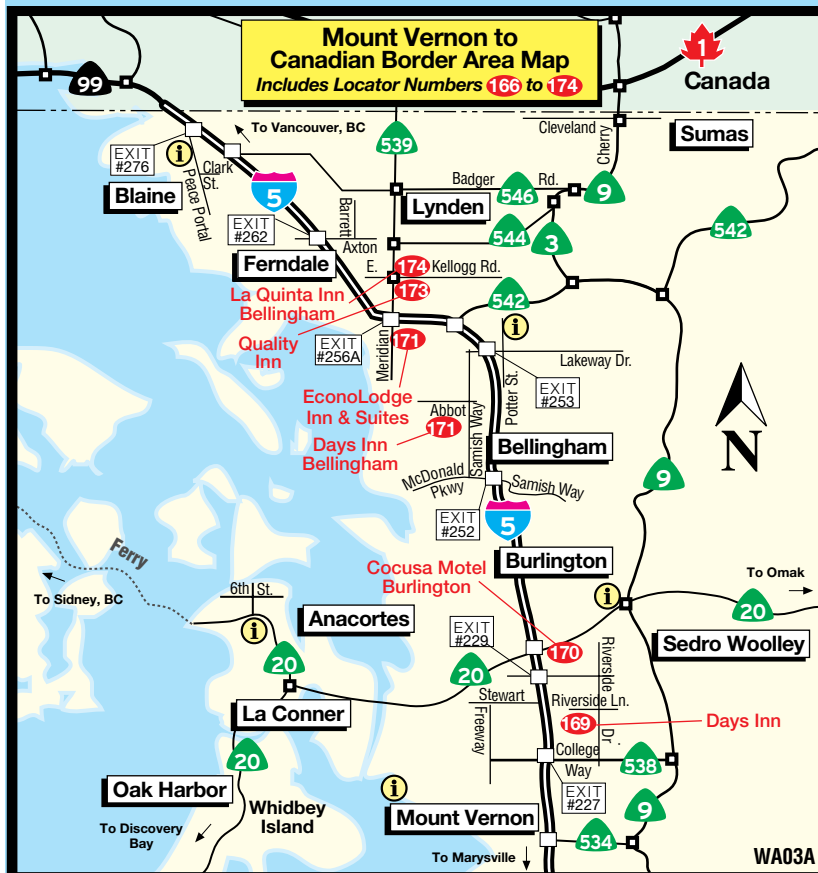 Mount Vernon to
Canadian Border Area Map
Includes Locator Numbers 166 to 174
99
1
Canada
To Vancouver, BC
539
Cleveland
Cherry
Sumas
EXIT
#276
i
Clark
St.
Peace Portal
Blaine
5
Badger Rd.
546
9
Lynden
Barrett
EXIT
#262
Axton
544
3
542
Ferndale
E. Kellogg Rd.
174
173
La Quinta Inn
Bellingham
542
i
Quality
Inn
EXIT
#256A
Meridian
171
Lakeway Dr.
Potter St.
EXIT
#253
EconoLodge
Inn & Suites
Abbot
171
Samish Way
Days Inn
Bellingham
Bellingham
N
McDonald
Pkwy
Samish Way
9
EXIT
#252
5
Ferry
Burlington
Cocusa Motel
Burlington
To Omak
To Sidney, BC
6th St.
i
Anacortes
i
20
EXIT
#229
170
Sedro Woolley
20
20
Riverside
Dr.
Stewart
Riverside Ln.
La Conner
Freeway
169
Days Inn
20
College
Way
538
Oak Harbor
i
EXIT
#227
Whidbey
Island
Mount Vernon
9
To Discovery
Bay
534
To Marysville
WA03A